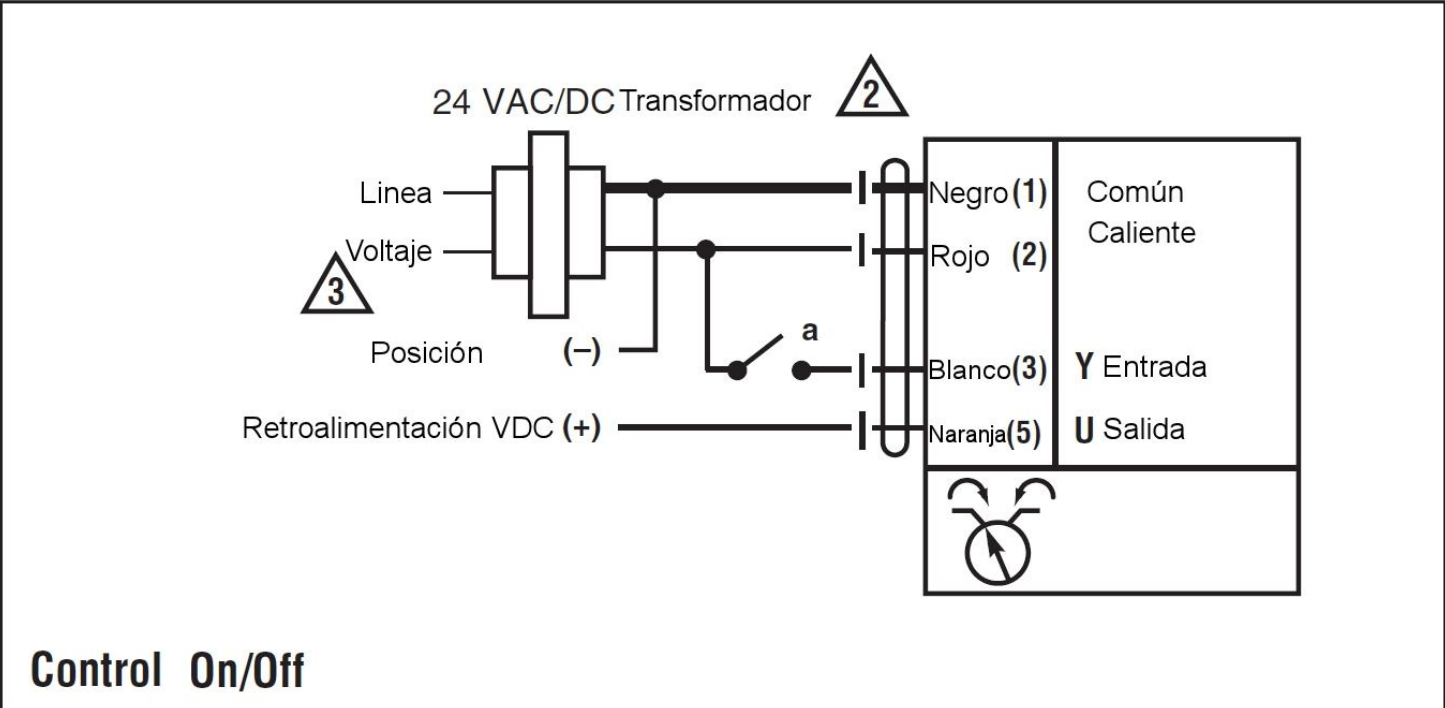 24 VAC/DC Transformador 2
Linea
Voltaje
3
Posición (–)
Retroalimentación VDC (+)
a
Negro (1) Común
Caliente
Rojo (2)
Blanco (3) Y Entrada
Naranja (5) U Salida
Control On/Off